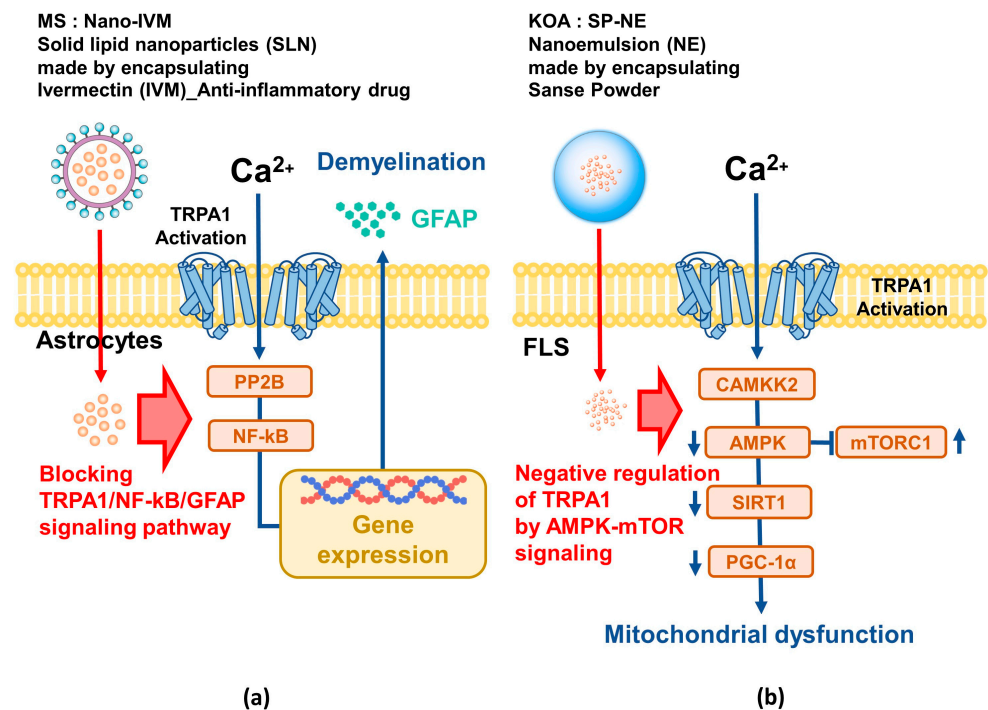 MS : Nano-IVM
Solid lipid nanoparticles (SLN)
made by encapsulating
Ivermectin (IVM)_Anti-inflammatory drug
Ca2+
Demyelination
GFAP
TRPA1
Activation
Astrocytes
PP2B
NF-kB
Blocking
TRPA1/NF-kB/GFAP
signaling pathway
Gene
expression
(a)
KOA : SP-NE
Nanoemulsion (NE)
made by encapsulating
Sanse Powder
Ca2+
TRPA1
Activation
FLS
CAMKK2
AMPK
mTORC1
SIRT1
PGC-1α
Negative regulation
of TRPA1
by AMPK-mTOR
signaling
Mitochondrial dysfunction
(b)